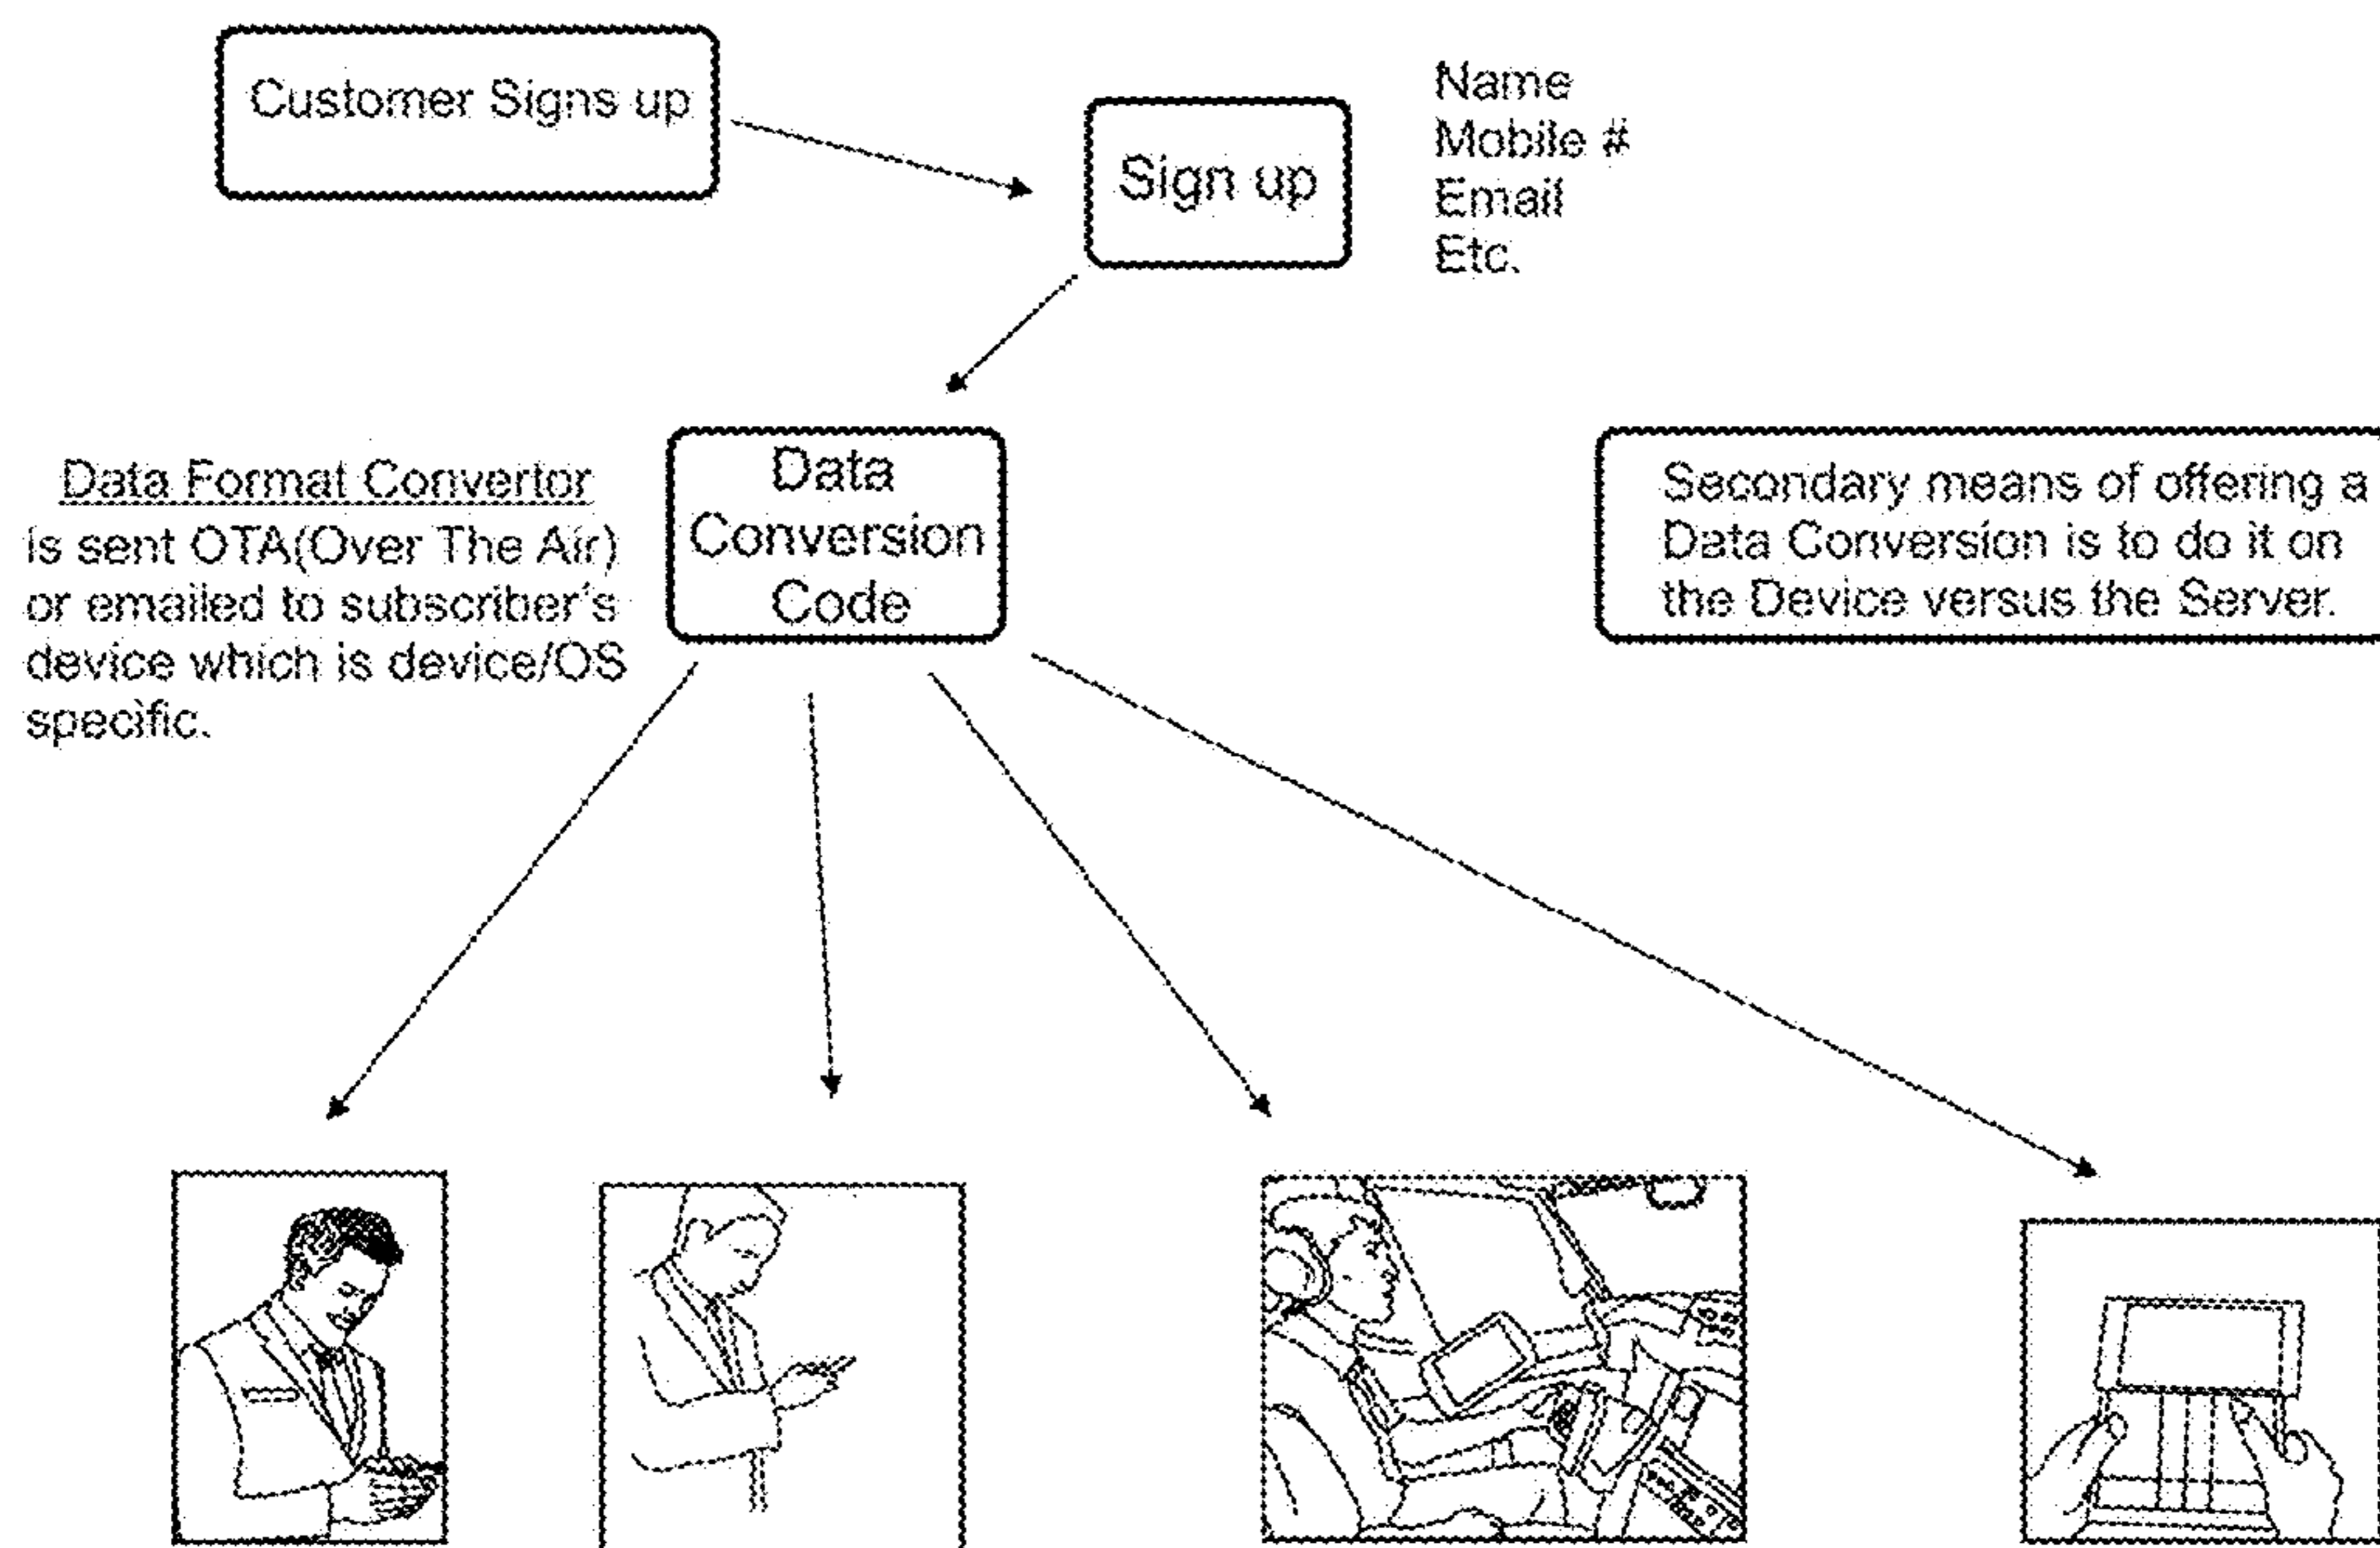 Customer Signs up
Sign up
Name
Mobile #
Email
Etc.
Data Format Convertor
is sent OTA(Over The Air)
or emailed to subscriber's
device which is device/OS
specific.
Data
Conversion
Code
Secondary means of offering a
Data Conversion is to do it on
the Device versus the Server.